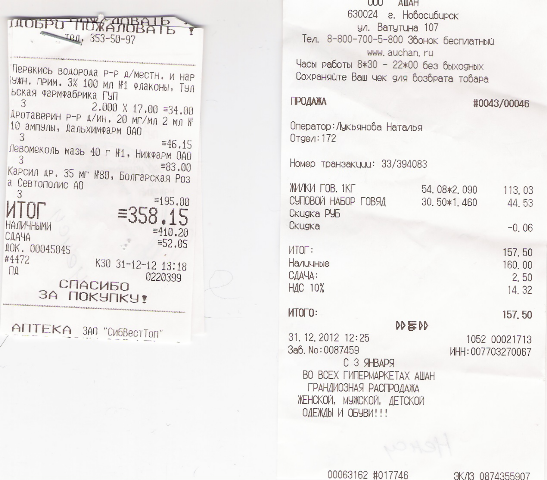 ДОБРО ПОЖАЛОВАТЬ !
тел. 353-50-97
Перекись водорода р-р д/местн. и нар
ужн. прим. 3% 100 мл №1 флаконы, Тул
ьская фармфабрика ГУП
3 2.000 X 17.00 =34.00
Дротаверин р-р д/ин. 20 мг/мл 2 мл №
10 ампулы, Дальхимфарм ОАО
3 =46.15
Левомеколь мазь 40 г №1, Нижфарм ОАО
3 =83.00
Карсил др. 35 мг №80, Болгарская Роз
а Севтополис АО
3 =195.00
ИТОГ =358.15
НАЛИЧНЫМИ =410.20
СДАЧА =52.05
ДОК. 00045045
#4472 КЗ0 31-12-12 13:18
ПД 0220399
СПАСИБО
ЗА ПОКУПКУ!
АПТЕКА ЗАО "СибВестТоп"
ООО АШАН
630024 г. Новосибирск
ул. Ватутина 107
Тел. 8-800-700-5-800 Звонок бесплатный
www.auchan.ru
Часы работы 8*30 - 22*00 без выходных
Сохраняйте Ваш чек для возврата товара
ПРОДАЖА #0043/00046
Оператор:Лукьянова Наталья
Отдел:172
Номер транзакции: 33/394083
ЖИЛКИ ГОВ. 1КГ 54.08*2.090 113.03
СУПОВОЙ НАБОР ГОВЯД 30.50*1.460 44.53
Скидка РУБ
Скидка -0.06
ИТОГ: 157.50
Наличные 160.00
СДАЧА: 2.50
НДС 10% 14.32
ИТОГО: 157.50
31.12.2012 12:25 1052 00021713
Зав.No:0087459 ИНН:007703270067
С 3 ЯНВАРЯ
ВО ВСЕХ ГИПЕРМАРКЕТАХ АШАН
ГРАНДИОЗНАЯ РАСПРОДАЖА
ЖЕНСКОЙ, МУЖСКОЙ, ДЕТСКОЙ
ОДЕЖДЫ И ОБУВИ!!!
00063162 #017746 ЭКЛЗ 0874355907